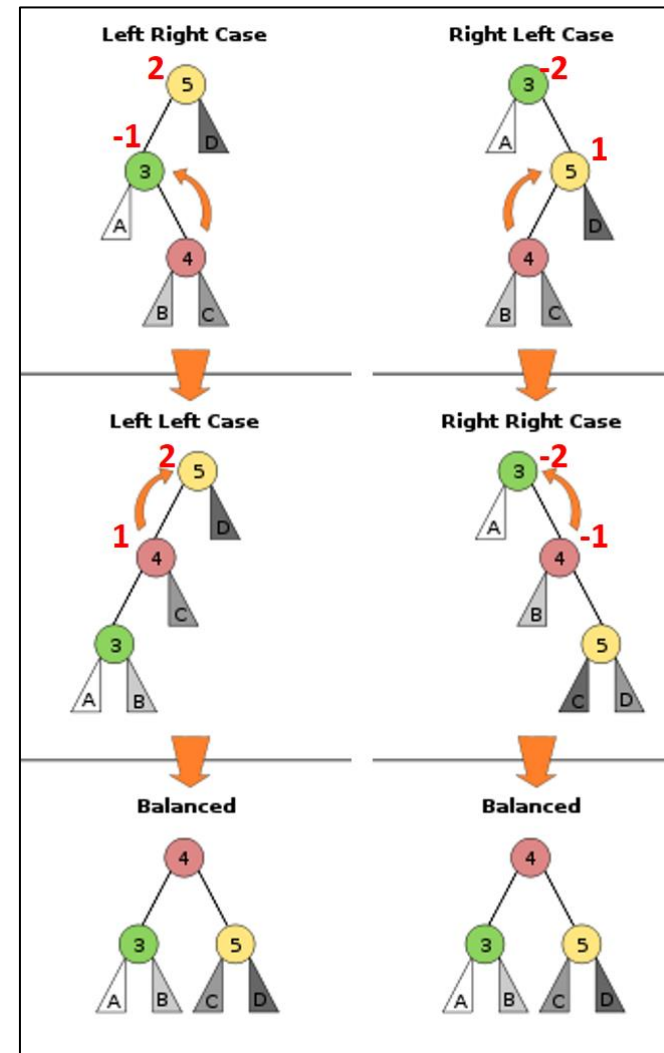 Left Right Case
2
5
-1
D
3
A
4
B C
Left Left Case
2
5
D
1
4
C
3
A B
Balanced
4
3 5
A B C D
Right Left Case
-2
3
A
1
5
D
4
B C
Right Right Case
-2
3
A
-1
4
B
5
C D
Balanced
4
3 5
A B C D